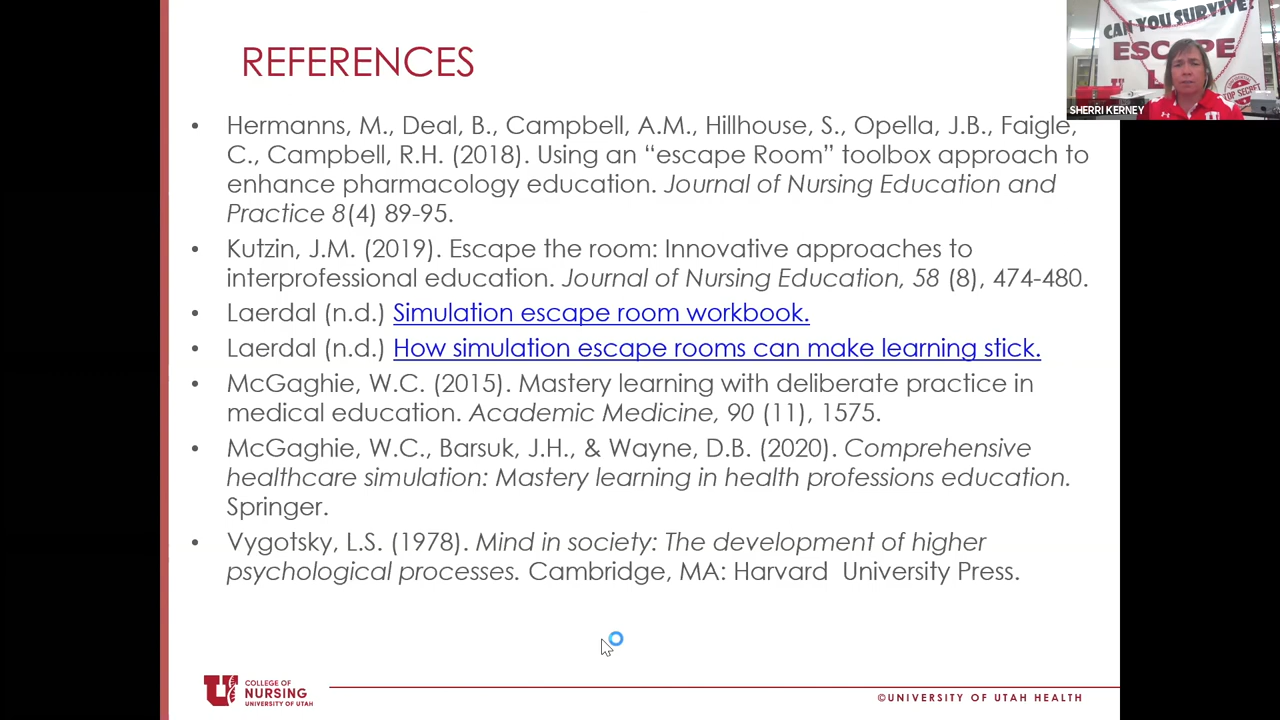 REFERENCES
• Hermanns, M., Deal, B., Campbell, A.M., Hillhouse, S., Opella, J.B., Faigle,
C., Campbell, R.H. (2018). Using an “escape Room” toolbox approach to
enhance pharmacology education. Journal of Nursing Education and
Practice 8(4) 89-95.
• Kutzin, J.M. (2019). Escape the room: Innovative approaches to
interprofessional education. Journal of Nursing Education, 58 (8), 474-480.
• Laerdal (n.d.) Simulation escape room workbook.
• Laerdal (n.d.) How simulation escape rooms can make learning stick.
• McGaghie, W.C. (2015). Mastery learning with deliberate practice in
medical education. Academic Medicine, 90 (11), 1575.
• McGaghie, W.C., Barsuk, J.H., & Wayne, D.B. (2020). Comprehensive
healthcare simulation: Mastery learning in health professions education.
Springer.
• Vygotsky, L.S. (1978). Mind in society: The development of higher
psychological processes. Cambridge, MA: Harvard University Press.
CAN YOU SURVIVE?
ESCAPE
TOP SECRET
SHERRI KERNEY
U
COLLEGE OF
NURSING
UNIVERSITY OF UTAH
©UNIVERSITY OF UTAH HEALTH